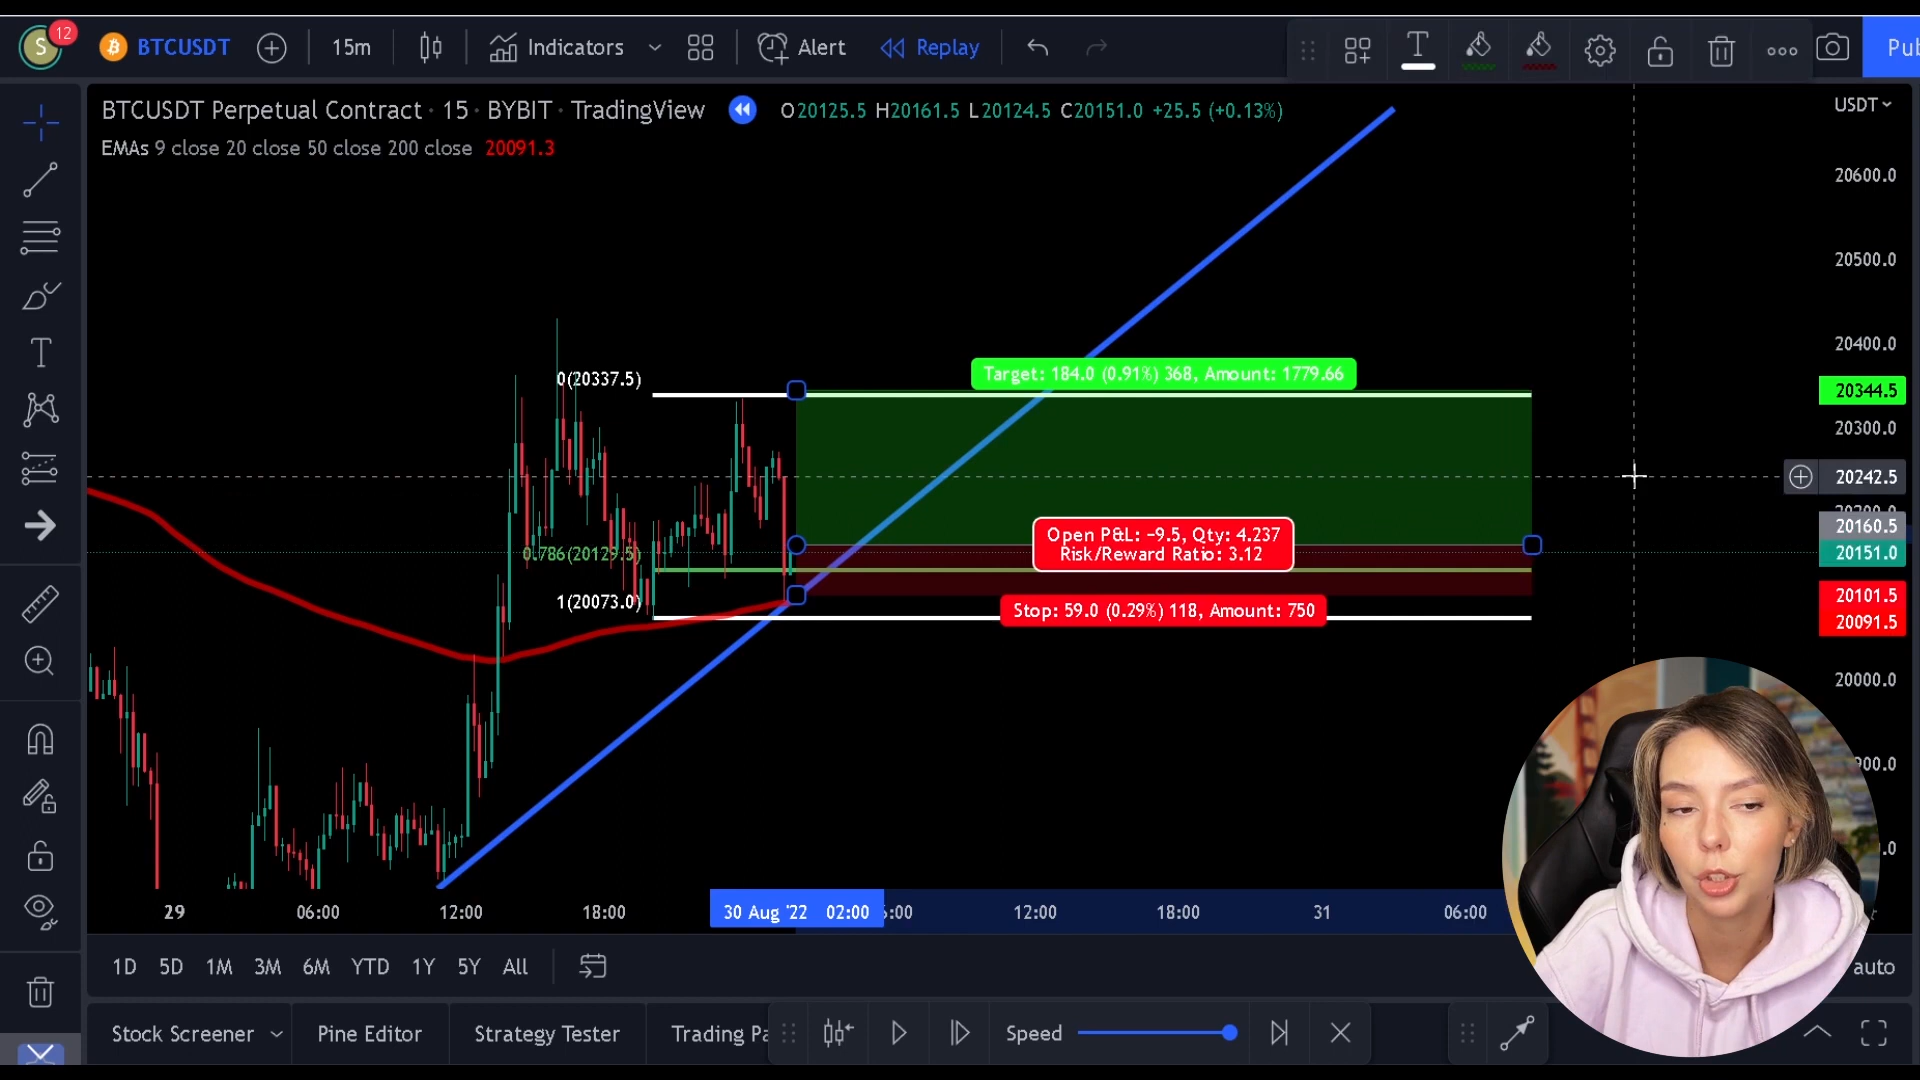 S 12 BTCUSDT 15m Indicators Alert Replay T Pub
BTCUSDT Perpetual Contract · 15 · BYBIT · TradingView O20125.5 H20161.5 L20124.5 C20151.0 +25.5 (+0.13%) USDT
EMAs 9 close 20 close 50 close 200 close 20091.3
20600.0
20500.0
20400.0
0(20337.5)
Target: 184.0 (0.91%) 368, Amount: 1779.66
20344.5
20300.0
20242.5
20160.5
Open P&L: −9.5, Qty: 4.237
Risk/Reward Ratio: 3.12
0.786(20129.5)
20151.0
1(20073.0)
Stop: 59.0 (0.29%) 118, Amount: 750
20101.5
20091.5
20000.0
29 06:00 12:00 18:00 30 Aug '22 02:00 12:00 18:00 31 06:00
1D 5D 1M 3M 6M YTD 1Y 5Y All auto
Stock Screener Pine Editor Strategy Tester Trading Pa Speed